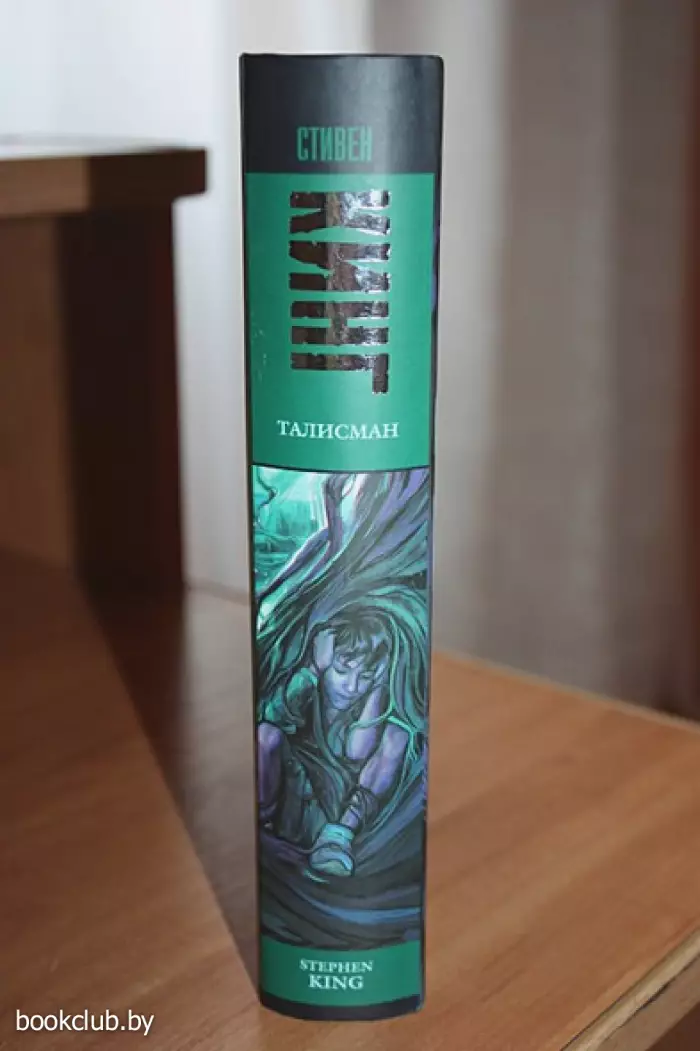 СТИВЕН
КИНГ
ТАЛИСМАН
STEPHEN
KING
bookclub.by